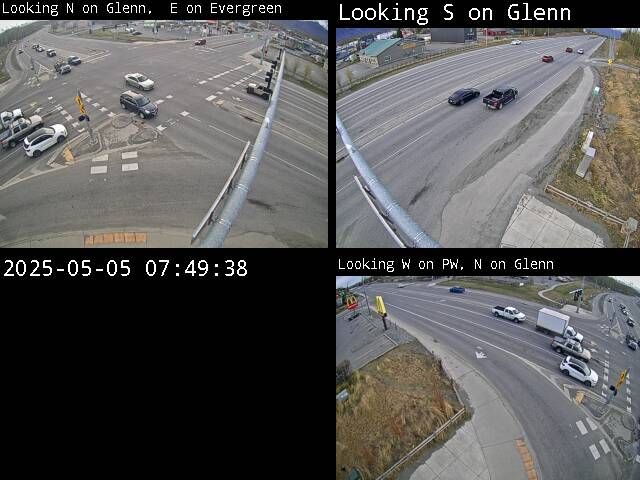 Looking N on Glenn,  E on Evergreen
Looking S on Glenn
2025-05-05 07:49:38
Looking W on PW, N on Glenn